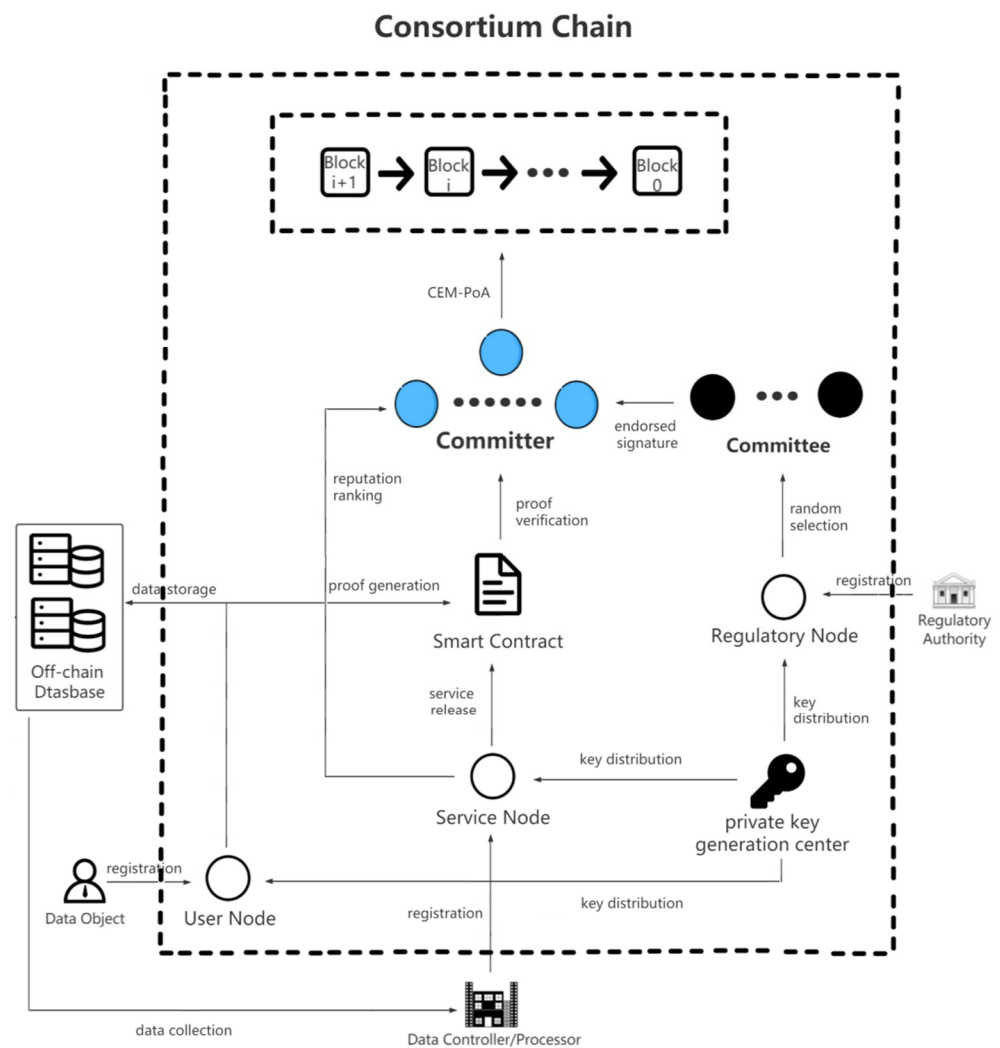 Consortium Chain
Block
i+1
Block
i
Block
0
CEM-PoA
Committer
endorsed
signature
Committee
reputation
ranking
proof
verification
random
selection
data storage
proof generation
registration
Smart Contract
Regulatory Node
Regulatory
Authority
Off-chain
Dtasbase
service
release
key
distribution
key distribution
Service Node
private key
generation center
registration
Data Object
User Node
key distribution
registration
data collection
Data Controller/Processor